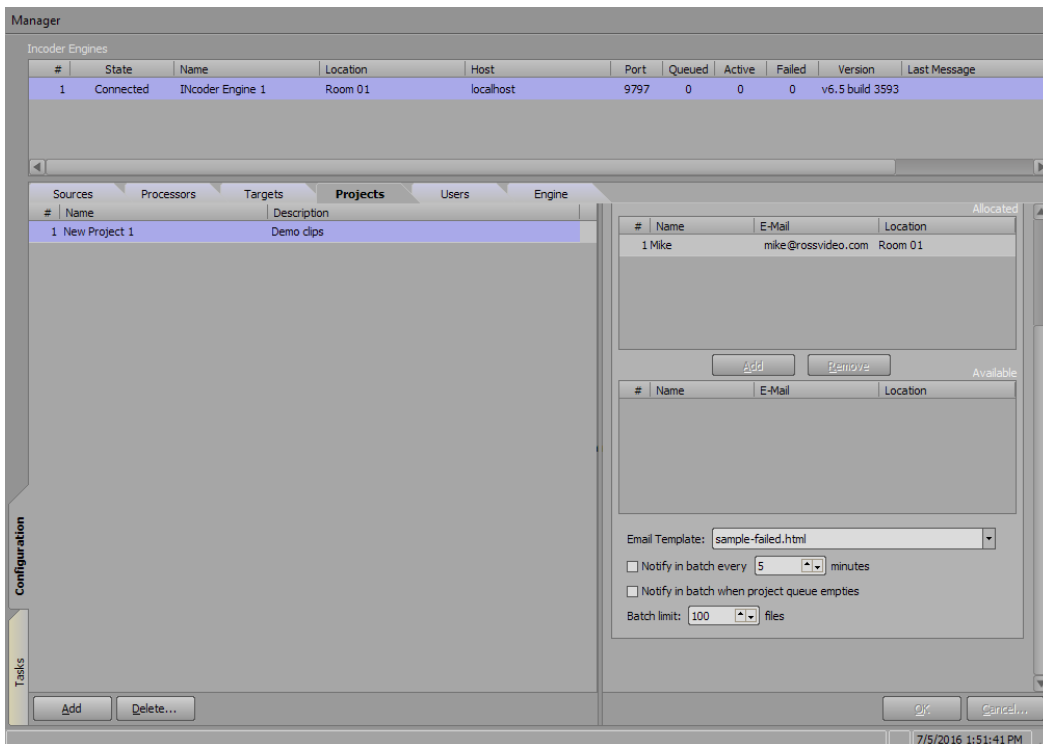 Manager
Incoder Engines
# State Name Location Host Port Queued Active Failed Version Last Message
1 Connected INcoder Engine 1 Room 01 localhost 9797 0 0 0 v6.5 build 3593
Sources Processors Targets Projects Users Engine
# Name Description
1 New Project 1 Demo clips
Allocated
# Name E-Mail Location
1 Mike mike@rossvideo.com Room 01
Add Remove
Available
# Name E-Mail Location
Email Template: sample-failed.html
Notify in batch every 5 minutes
Notify in batch when project queue empties
Batch limit: 100 files
Configuration
Tasks
Add Delete...
OK Cancel...
7/5/2016 1:51:41 PM